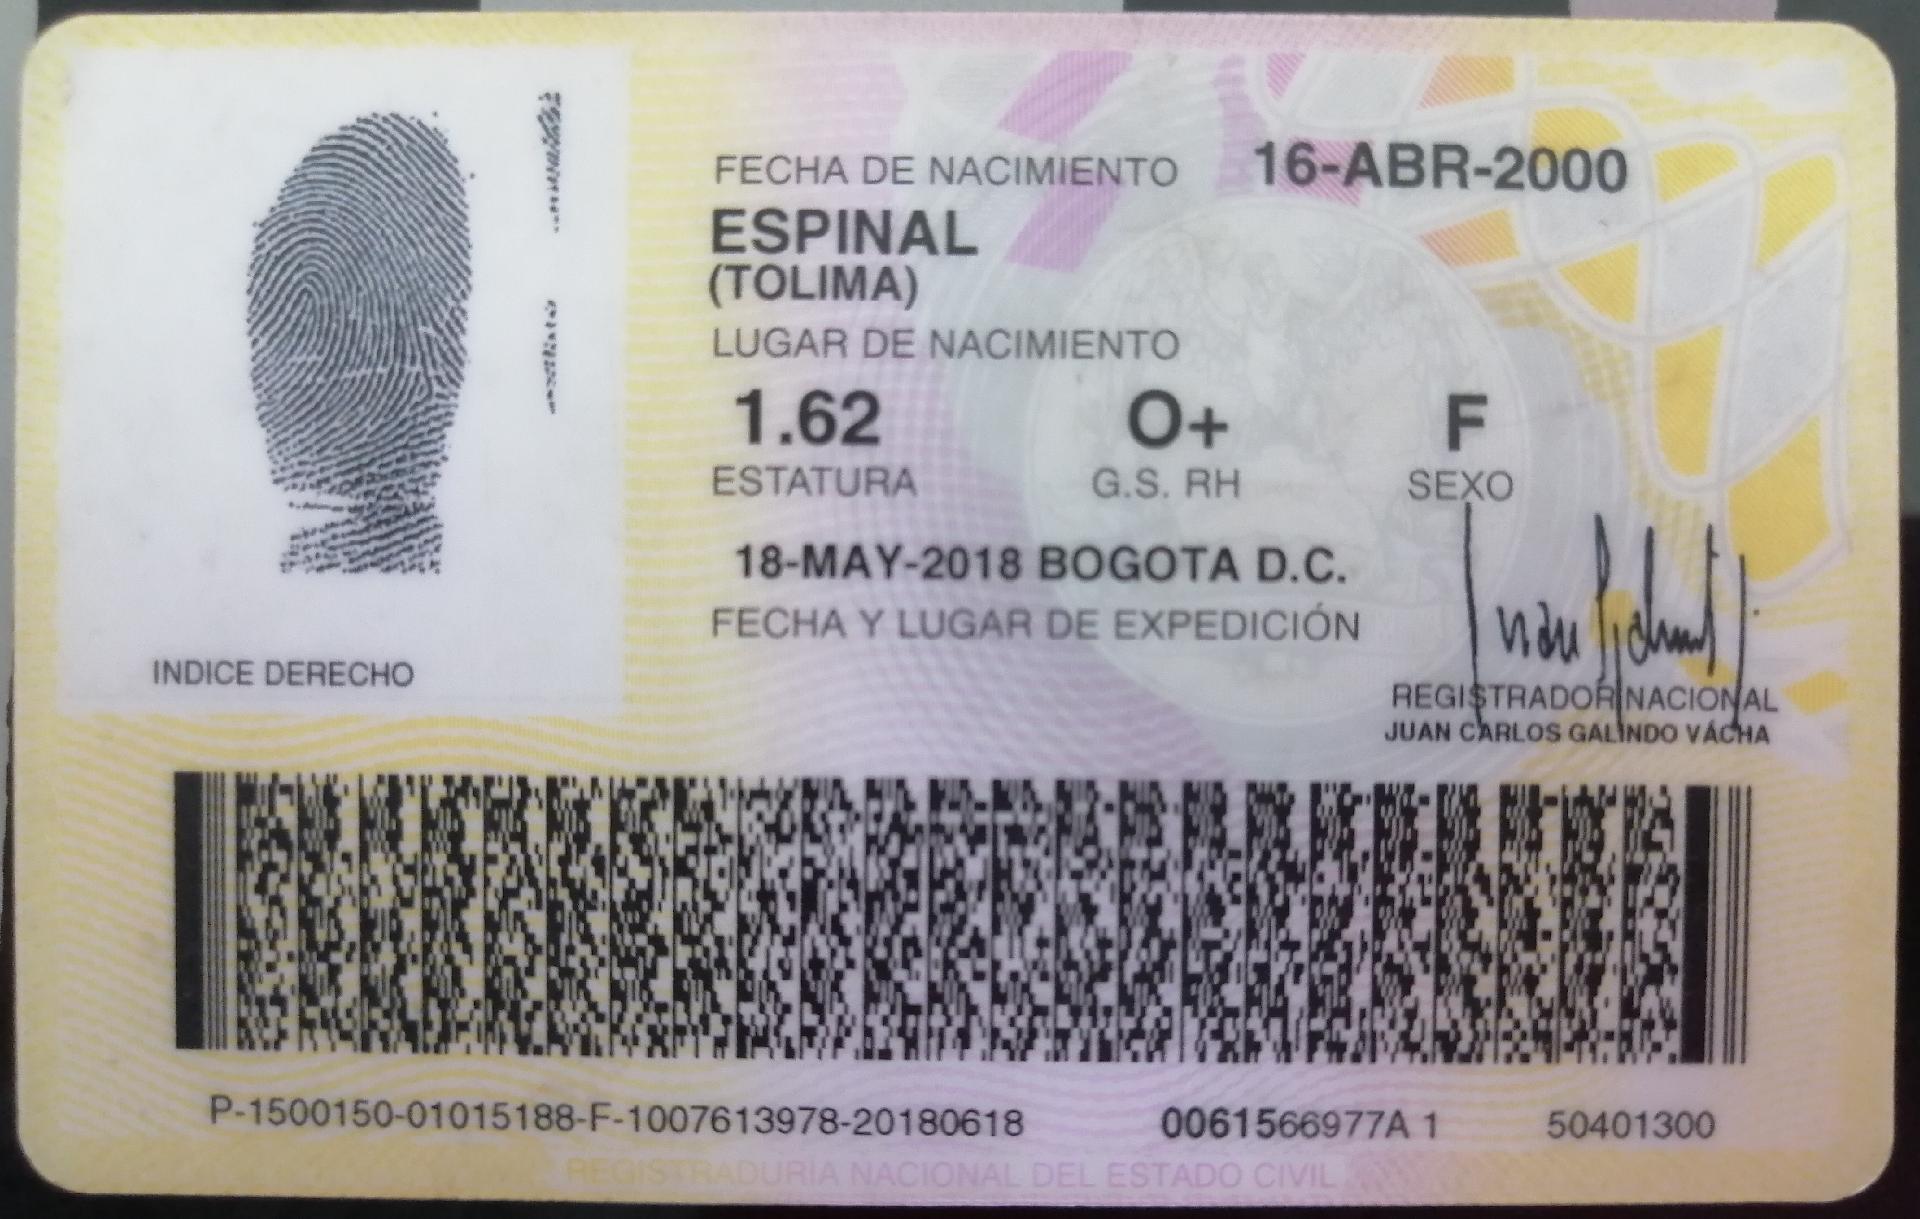 FECHA DE NACIMIENTO 16-ABR-2000
ESPINAL
(TOLIMA)
LUGAR DE NACIMIENTO
1.62 O+ F
ESTATURA G.S. RH SEXO
18-MAY-2018 BOGOTA D.C.
FECHA Y LUGAR DE EXPEDICIÓN
INDICE DERECHO
REGISTRADOR NACIONAL
JUAN CARLOS GALINDO VÁCHA
P-1500150-01015188-F-1007613978-20180618 0061566977A 1 50401300
REGISTRADURÍA NACIONAL DEL ESTADO CIVIL